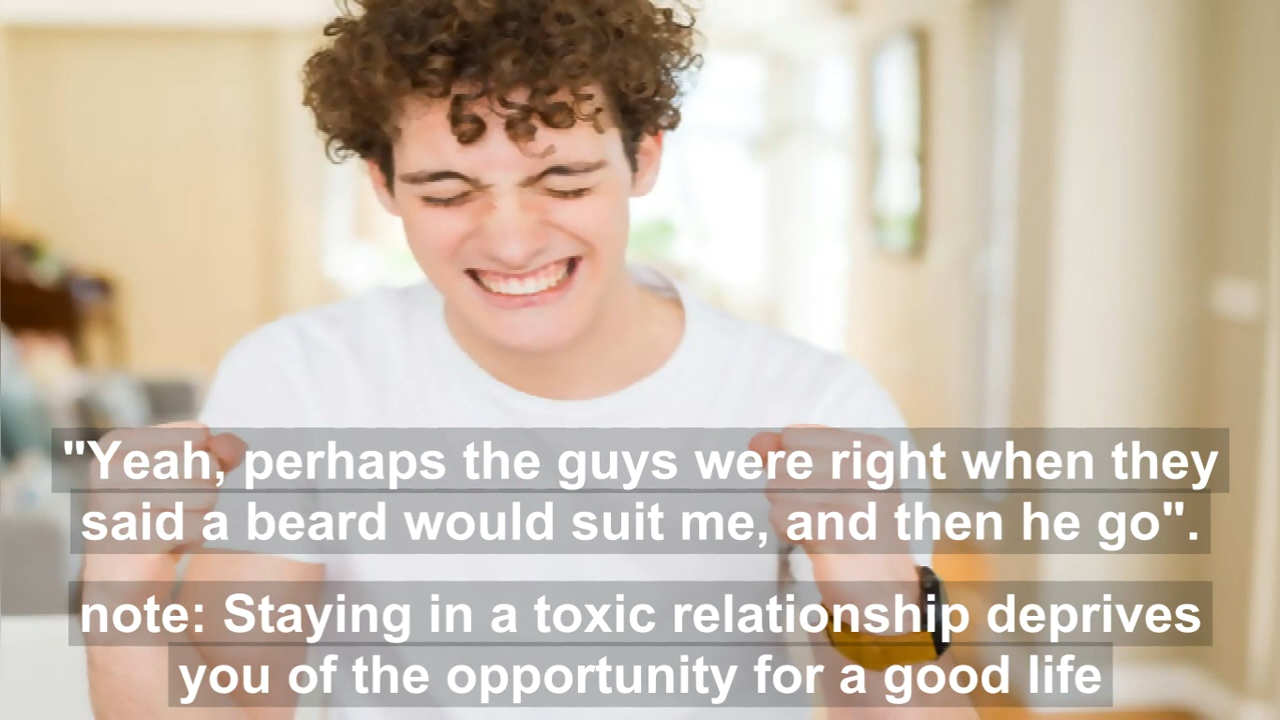 "Yeah, perhaps the guys were right when they
said a beard would suit me, and then he go".
note: Staying in a toxic relationship deprives
you of the opportunity for a good life